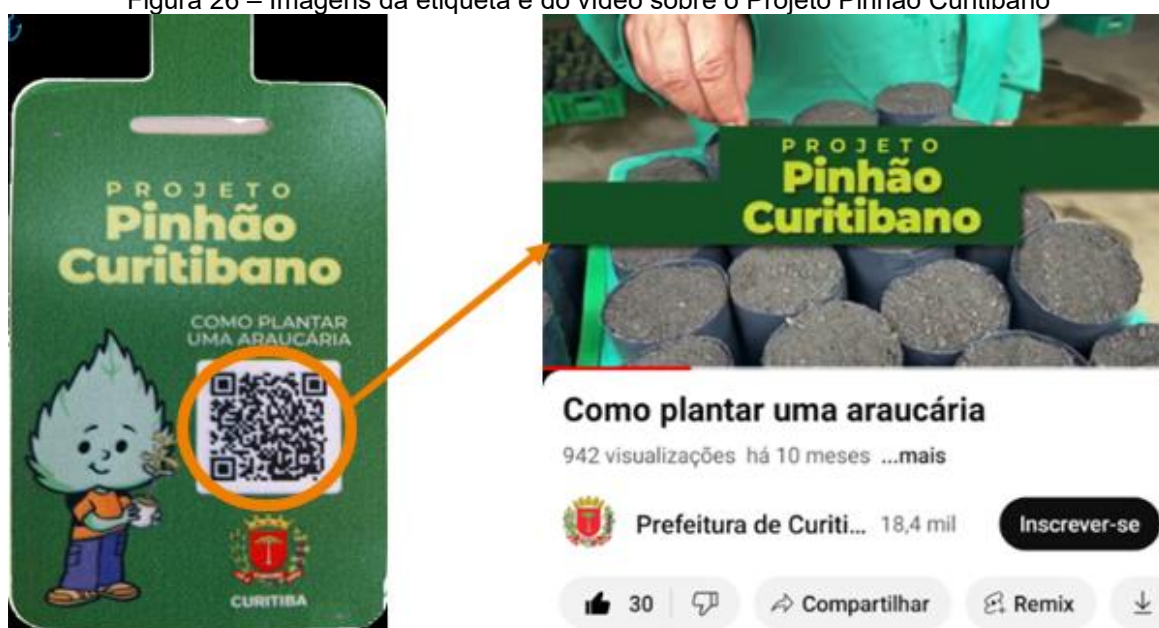 Figura 26 – Imagens da etiqueta e do vídeo sobre o Projeto Pinhão Curitibano
PROJETO
Pinhão
Curitibano
COMO PLANTAR
UMA ARAUCÁRIA
CURITIBA
PROJETO
Pinhão
Curitibano
Como plantar uma araucária
942 visualizações há 10 meses ...mais
Prefeitura de Curiti... 18,4 mil Inscrever-se
30 Compartilhar Remix